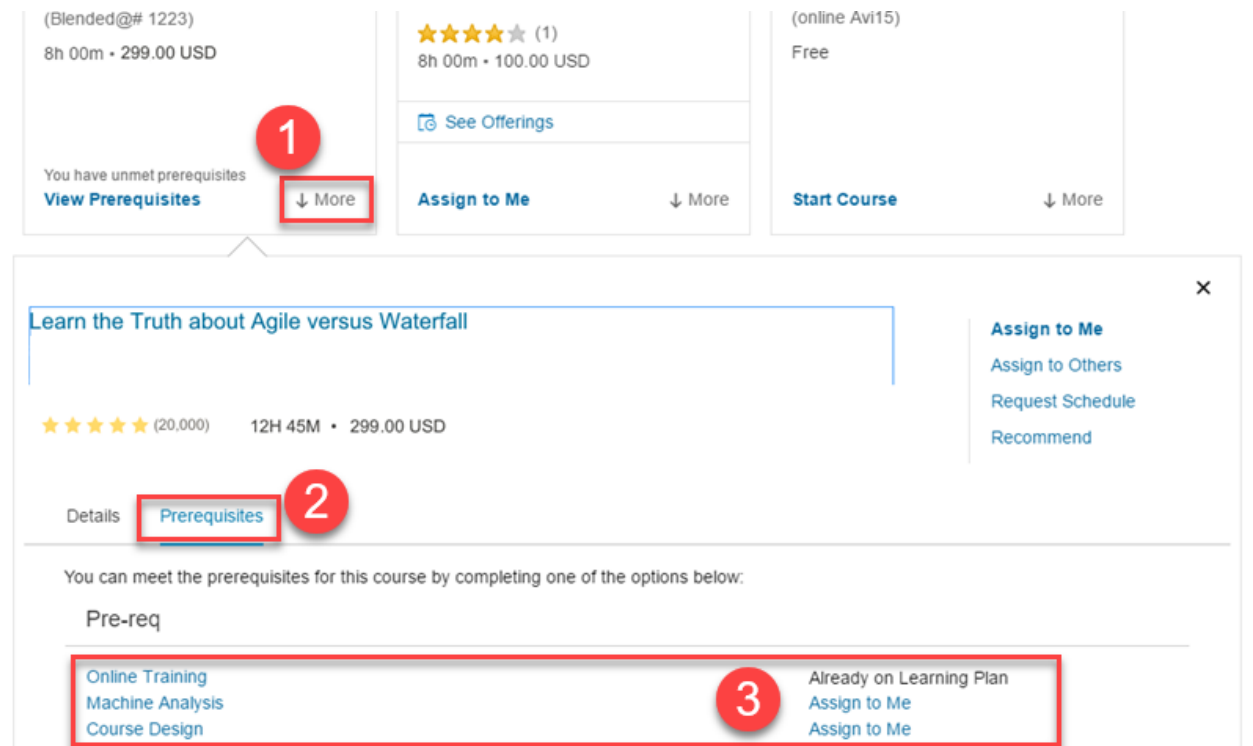 (Blended@# 1223)
8h 00m • 299.00 USD
You have unmet prerequisites
View Prerequisites
↓ More
1
(1)
8h 00m • 100.00 USD
See Offerings
Assign to Me
↓ More
(online Avi15)
Free
Start Course
↓ More
×
Learn the Truth about Agile versus Waterfall
(20,000) 12H 45M • 299.00 USD
Assign to Me
Assign to Others
Request Schedule
Recommend
Details Prerequisites
2
You can meet the prerequisites for this course by completing one of the options below:
Pre-req
Online Training Already on Learning Plan
Machine Analysis Assign to Me
Course Design Assign to Me
3